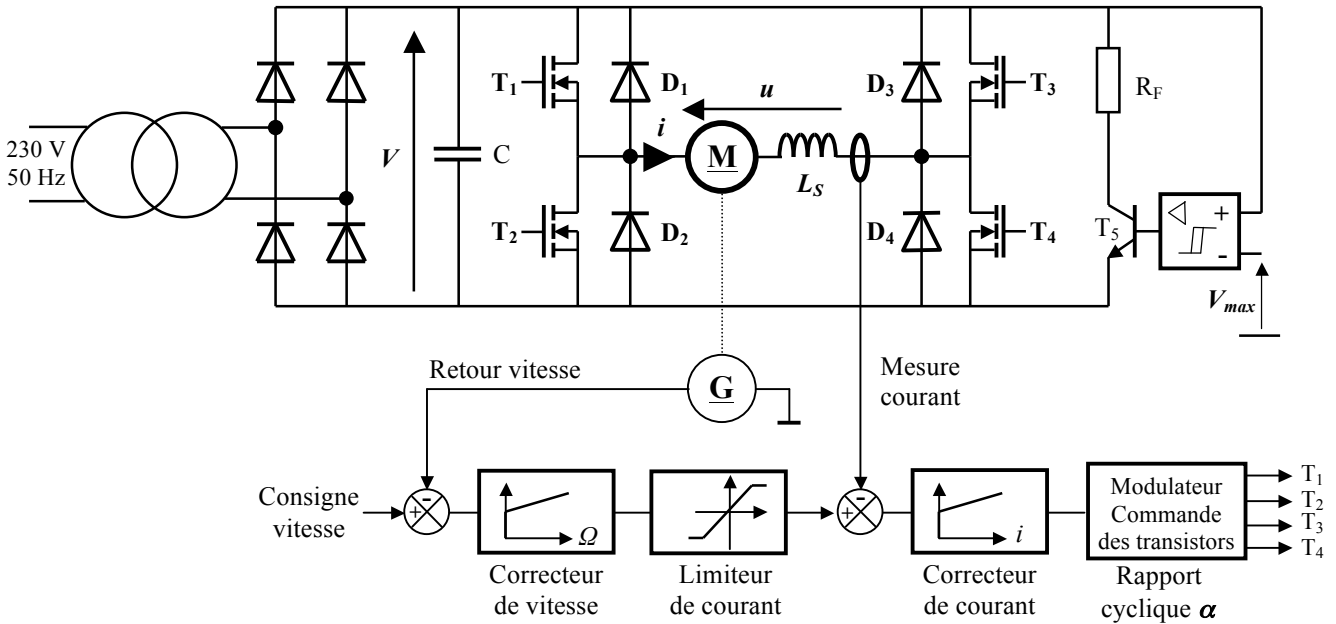 230 V
50 Hz
V
C
T1
T2
D1
D2
i
u
M
LS
D3
D4
T3
T4
RF
T5
+
-
Vmax
Retour vitesse
G
Mesure
courant
Consigne
vitesse
+
-
Ω
Correcteur
de vitesse
Limiteur
de courant
+
-
i
Correcteur
de courant
Modulateur
Commande
des transistors
Rapport
cyclique α
T1
T2
T3
T4